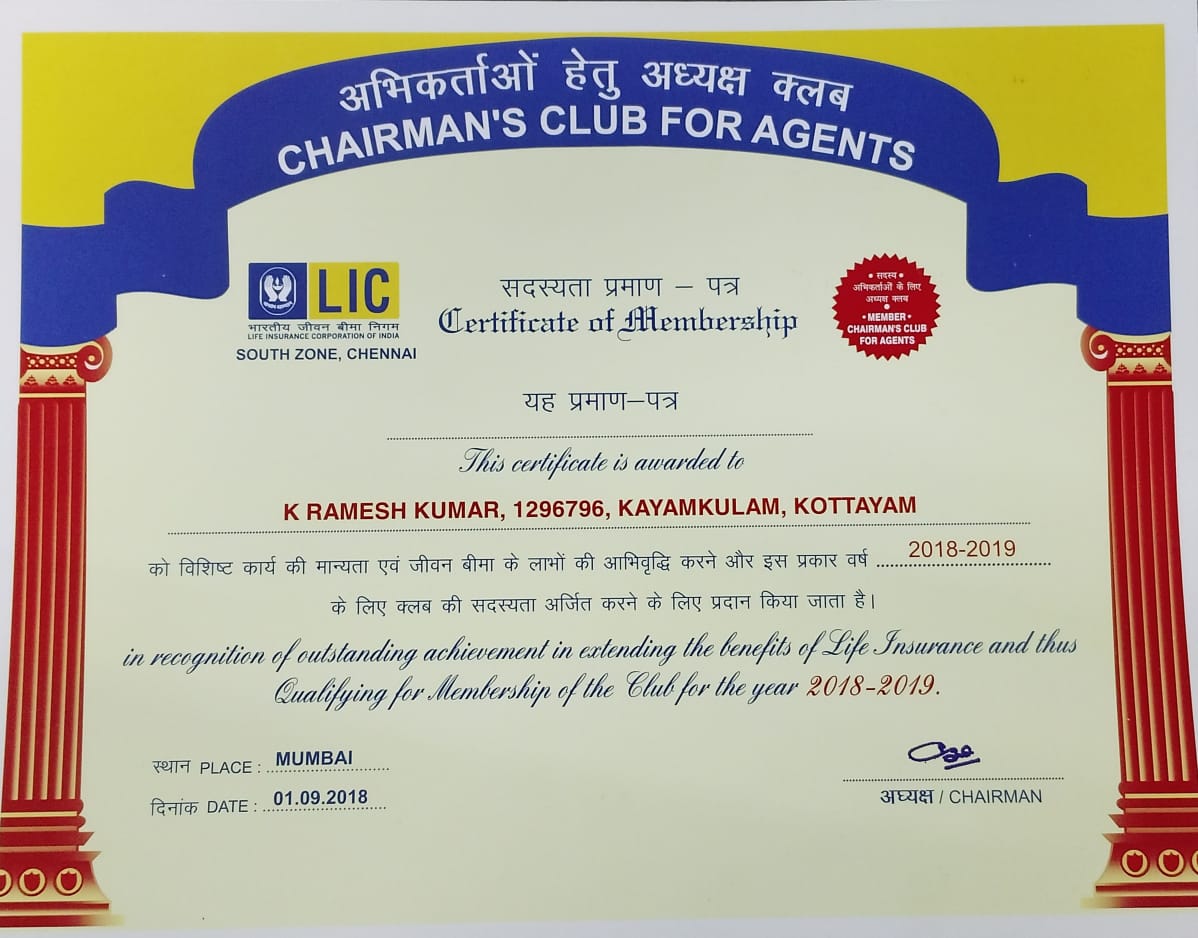 अभिकर्ताओं हेतु अध्यक्ष क्लब
CHAIRMAN'S CLUB FOR AGENTS
LIC
भारतीय जीवन बीमा निगम
LIFE INSURANCE CORPORATION OF INDIA
SOUTH ZONE, CHENNAI
सदस्यता प्रमाण – पत्र
Certificate of Membership
• सदस्य •
अभिकर्ताओं के लिए
अध्यक्ष क्लब
• MEMBER •
CHAIRMAN'S CLUB
FOR AGENTS
यह प्रमाण–पत्र
This certificate is awarded to
K RAMESH KUMAR, 1296796, KAYAMKULAM, KOTTAYAM
को विशिष्ट कार्य की मान्यता एवं जीवन बीमा के लाभों की आभिवृद्धि करने और इस प्रकार वर्ष 2018-2019
के लिए क्लब की सदस्यता अर्जित करने के लिए प्रदान किया जाता है।
in recognition of outstanding achievement in extending the benefits of Life Insurance and thus
Qualifying for Membership of the Club for the year 2018-2019.
स्थान PLACE : MUMBAI
दिनांक DATE : 01.09.2018
अध्यक्ष / CHAIRMAN